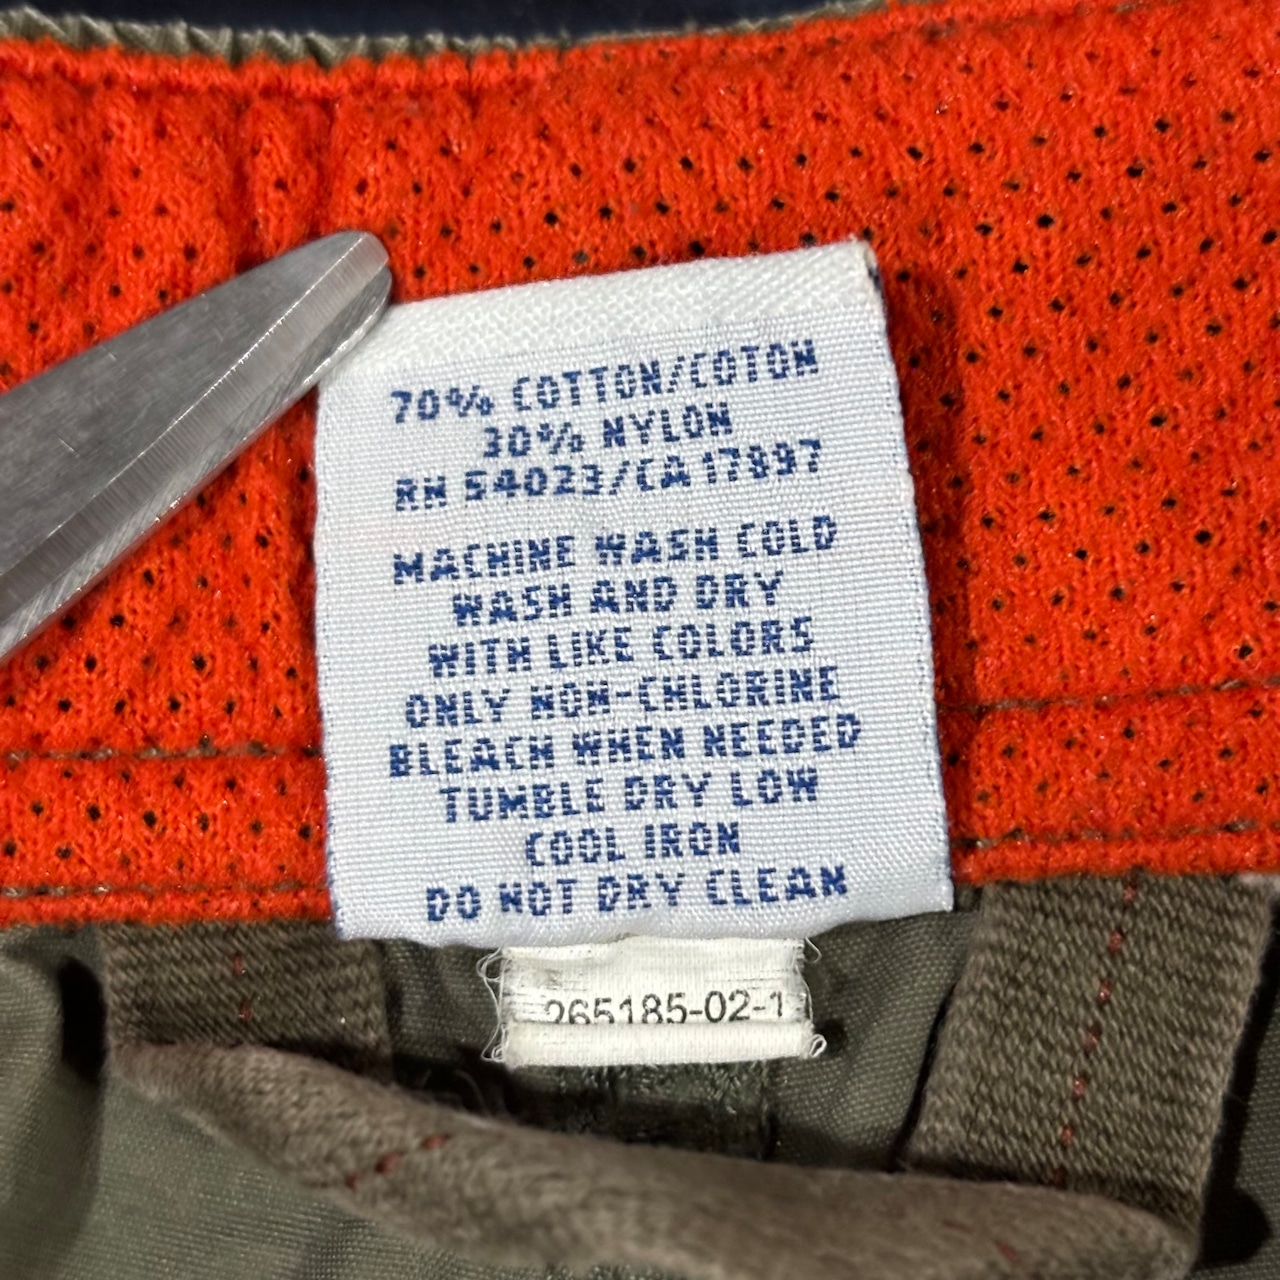 70% COTTON/COTON
30% NYLON
RN 54023/CA 17897
MACHINE WASH COLD
WASH AND DRY
WITH LIKE COLORS
ONLY NON-CHLORINE
BLEACH WHEN NEEDED
TUMBLE DRY LOW
COOL IRON
DO NOT DRY CLEAN
265185-02-1